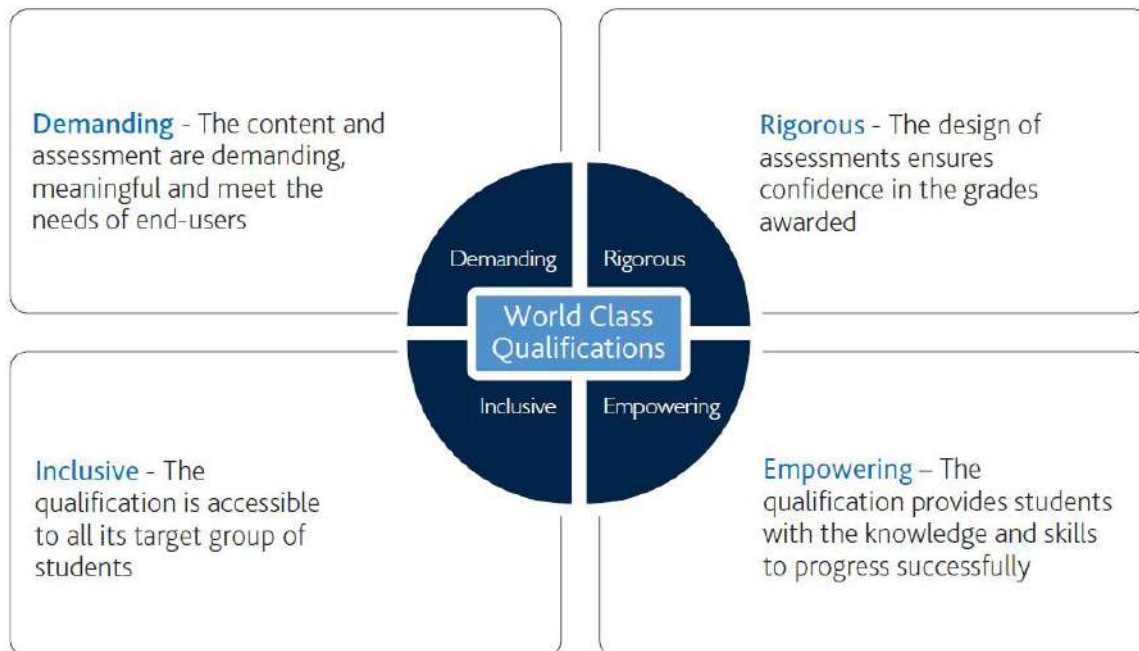 Demanding - The content and
assessment are demanding,
meaningful and meet the
needs of end-users
Rigorous - The design of
assessments ensures
confidence in the grades
awarded
Demanding
Rigorous
World Class
Qualifications
Inclusive
Empowering
Inclusive - The
qualification is accessible
to all its target group of
students
Empowering – The
qualification provides students
with the knowledge and skills
to progress successfully